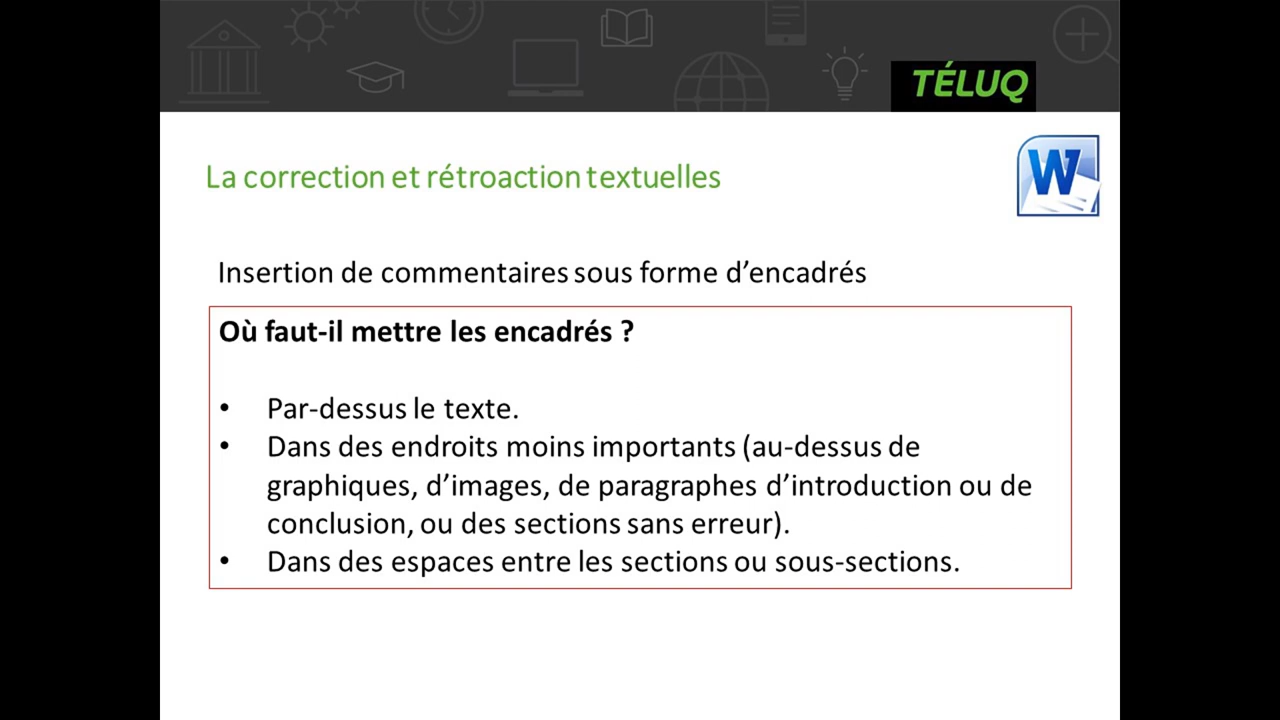 TÉLUQ
La correction et rétroaction textuelles
W
Insertion de commentaires sous forme d’encadrés
Où faut-il mettre les encadrés ?
• Par-dessus le texte.
• Dans des endroits moins importants (au-dessus de
graphiques, d’images, de paragraphes d’introduction ou de
conclusion, ou des sections sans erreur).
• Dans des espaces entre les sections ou sous-sections.